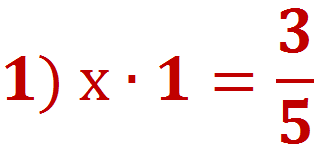 1) x · 1 = 3/5